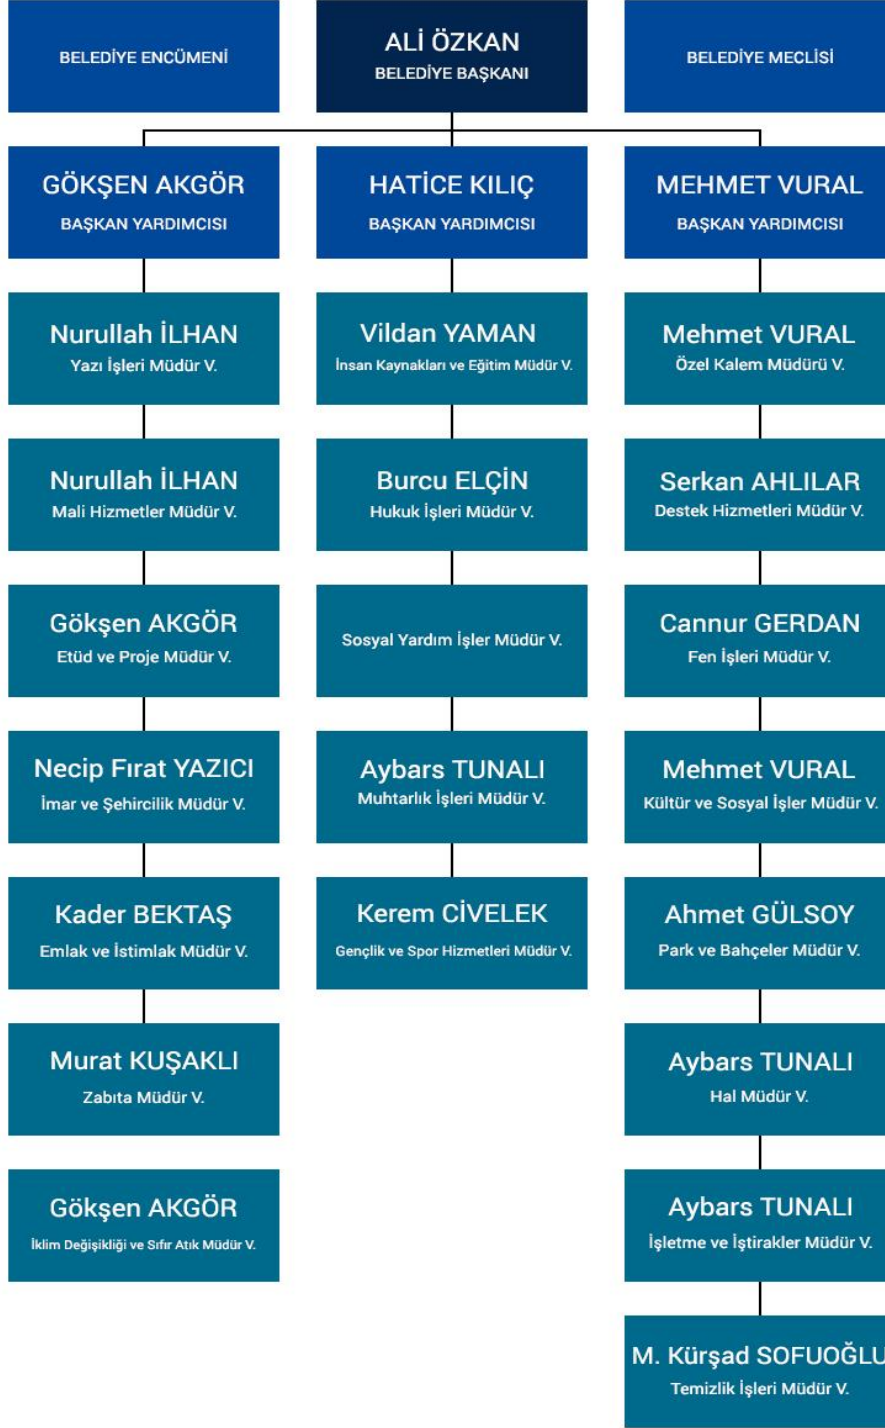 BELEDİYE ENCÜMENİ
ALİ ÖZKAN
BELEDİYE BAŞKANI
BELEDİYE MECLİSİ
GÖKŞEN AKGÖR
BAŞKAN YARDIMCISI
HATİCE KILIÇ
BAŞKAN YARDIMCISI
MEHMET VURAL
BAŞKAN YARDIMCISI
Nurullah İLHAN
Yazı İşleri Müdür V.
Vildan YAMAN
İnsan Kaynakları ve Eğitim Müdür V.
Mehmet VURAL
Özel Kalem Müdürü V.
Nurullah İLHAN
Mali Hizmetler Müdür V.
Burcu ELÇİN
Hukuk İşleri Müdür V.
Serkan AHLILAR
Destek Hizmetleri Müdür V.
Gökşen AKGÖR
Etüd ve Proje Müdür V.
Sosyal Yardım İşler Müdür V.
Cannur GERDAN
Fen İşleri Müdür V.
Necip Fırat YAZICI
İmar ve Şehircilik Müdür V.
Aybars TUNALI
Muhtarlık İşleri Müdür V.
Mehmet VURAL
Kültür ve Sosyal İşler Müdür V.
Kader BEKTAŞ
Emlak ve İstimlak Müdür V.
Kerem CİVELEK
Gençlik ve Spor Hizmetleri Müdür V.
Ahmet GÜLSOY
Park ve Bahçeler Müdür V.
Murat KUŞAKLI
Zabıta Müdür V.
Aybars TUNALI
Hal Müdür V.
Gökşen AKGÖR
İklim Değişikliği ve Sıfır Atık Müdür V.
Aybars TUNALI
İşletme ve İştirakler Müdür V.
M. Kürşad SOFUOĞLU
Temizlik İşleri Müdür V.